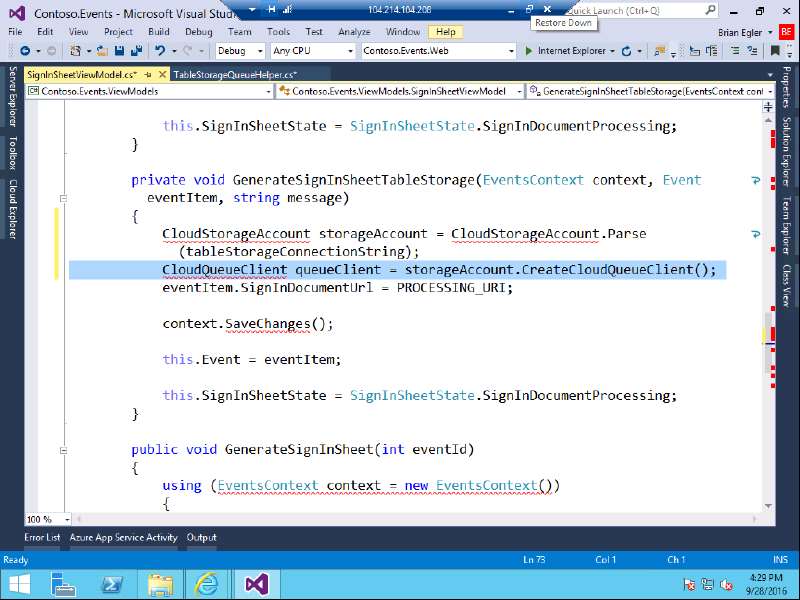 Contoso.Events - Microsoft Visual Studio
104.214.104.208
Quick Launch (Ctrl+Q)
Restore Down
File Edit View Project Build Debug Team Tools Test Analyze Window Help
Brian Egler BE
Debug Any CPU Contoso.Events.Web Internet Explorer
SignInSheetViewModel.cs* TableStorageQueueHelper.cs*
Contoso.Events.ViewModels Contoso.Events.ViewModels.SignInSheetViewModel GenerateSignInSheetTableStorage(EventsContext cont
Server Explorer
Toolbox
Cloud Explorer
this.SignInSheetState = SignInSheetState.SignInDocumentProcessing;
}
private void GenerateSignInSheetTableStorage(EventsContext context, Event
eventItem, string message)
{
CloudStorageAccount storageAccount = CloudStorageAccount.Parse
(tableStorageConnectionString);
CloudQueueClient queueClient = storageAccount.CreateCloudQueueClient();
eventItem.SignInDocumentUrl = PROCESSING_URI;
context.SaveChanges();
this.Event = eventItem;
this.SignInSheetState = SignInSheetState.SignInDocumentProcessing;
}
public void GenerateSignInSheet(int eventId)
{
using (EventsContext context = new EventsContext())
{
Properties
Solution Explorer
Team Explorer
Class View
100 %
Error List Azure App Service Activity Output
Ready Ln 73 Col 1 Ch 1 INS
4:29 PM
9/28/2016